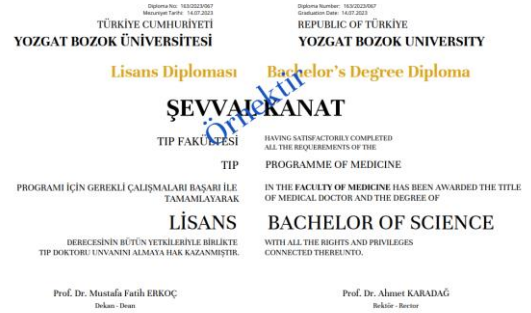 Diploma No: 163/2023/067
Mezuniyet Tarihi: 14.07.2023
TÜRKİYE CUMHURİYETİ
YOZGAT BOZOK ÜNİVERSİTESİ
Lisans Diploması
Diploma Number: 163/2023/067
Graduation Date: 14.07.2023
REPUBLIC OF TÜRKİYE
YOZGAT BOZOK UNIVERSITY
Bachelor's Degree Diploma
ŞEVVAL KANAT
Örnektir
TIP FAKÜLTESİ
TIP
PROGRAMI İÇİN GEREKLİ ÇALIŞMALARI BAŞARI İLE
TAMAMLAYARAK
LİSANS
DERECESİNİN BÜTÜN YETKİLERİYLE BİRLİKTE
TIP DOKTORU UNVANINI ALMAYA HAK KAZANMIŞTIR.
HAVING SATISFACTORILY COMPLETED
ALL THE REQUEREMENTS OF THE
PROGRAMME OF MEDICINE
IN THE FACULTY OF MEDICINE HAS BEEN AWARDED THE TITLE
OF MEDICAL DOCTOR AND THE DEGREE OF
BACHELOR OF SCIENCE
WITH ALL THE RIGHTS AND PRIVILEGES
CONNECTED THEREUNTO.
Prof. Dr. Mustafa Fatih ERKOÇ
Dekan - Dean
Prof. Dr. Ahmet KARADAĞ
Rektör - Rector